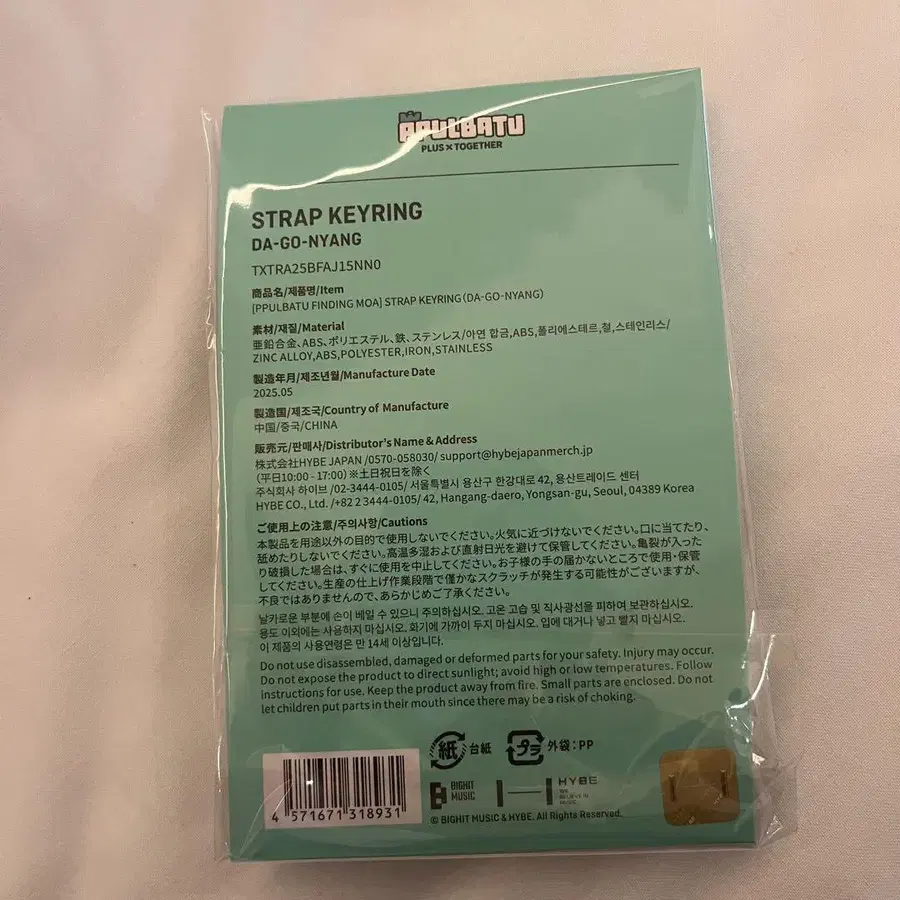 PPULBATU
PLUS × TOGETHER
STRAP KEYRING
DA-GO-NYANG
TXTRA25BFAJ15NN0
商品名/제품명/Item
[PPULBATU FINDING MOA] STRAP KEYRING(DA-GO-NYANG)
素材/재질/Material
亜鉛合金、ABS、ポリエステル、鉄、ステンレス/아연 합금,ABS,폴리에스테르,철,스테인리스/
ZINC ALLOY,ABS,POLYESTER,IRON,STAINLESS
製造年月/제조년월/Manufacture Date
2025.05
製造国/제조국/Country of Manufacture
中国/중국/CHINA
販売元/판매사/Distributor's Name & Address
株式会社HYBE JAPAN /0570-058030/ support@hybejapanmerch.jp
(平日10:00 - 17:00)※土日祝日を除く
주식회사 하이브 /02-3444-0105/ 서울특별시 용산구 한강대로 42, 용산트레이드 센터
HYBE CO., Ltd. /+82 2 3444-0105/ 42, Hangang-daero, Yongsan-gu, Seoul, 04389 Korea
ご使用上の注意/주의사항/Cautions
本製品を用途以外の目的で使用しないでください。火気に近づけないでください。口に当てたり、
舐めたりしないでください。高温多湿および直射日光を避けて保管してください。亀裂が入った
り破損した場合は、すぐに使用を中止してください。お子様の手の届かないところで使用・保管
してください。生産の仕上げ作業段階で僅かなスクラッチが発生する可能性がございますが、
不良ではありませんので、あらかじめご了承ください。
날카로운 부분에 손이 베일 수 있으니 주의하십시오. 고온 고습 및 직사광선을 피하여 보관하십시오.
용도 이외에는 사용하지 마십시오. 화기에 가까이 두지 마십시오. 입에 대거나 넣고 빨지 마십시오.
이 제품의 사용연령은 만 14세 이상입니다.
Do not use disassembled, damaged or deformed parts for your safety. Injury may occur.
Do not expose the product to direct sunlight; avoid high or low temperatures. Follow
instructions for use. Keep the product away from fire. Small parts are enclosed. Do not
let children put parts in their mouth since there may be a risk of choking.
紙 台紙 プラ 外袋:PP
4 571671 318931
BIGHIT
MUSIC
HYBE
WE
BELIEVE IN
MUSIC
© BIGHIT MUSIC & HYBE. All Rights Reserved.